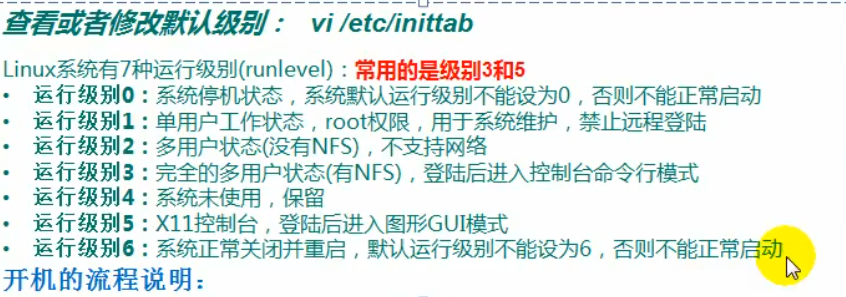 查看或者修改默认级别： vi /etc/inittab
Linux系统有7种运行级别(runlevel)：常用的是级别3和5
• 运行级别0：系统停机状态，系统默认运行级别不能设为0，否则不能正常启动
• 运行级别1：单用户工作状态，root权限，用于系统维护，禁止远程登陆
• 运行级别2：多用户状态(没有NFS)，不支持网络
• 运行级别3：完全的多用户状态(有NFS)，登陆后进入控制台命令行模式
• 运行级别4：系统未使用，保留
• 运行级别5：X11控制台，登陆后进入图形GUI模式
• 运行级别6：系统正常关闭并重启，默认运行级别不能设为6，否则不能正常启动
开机的流程说明：